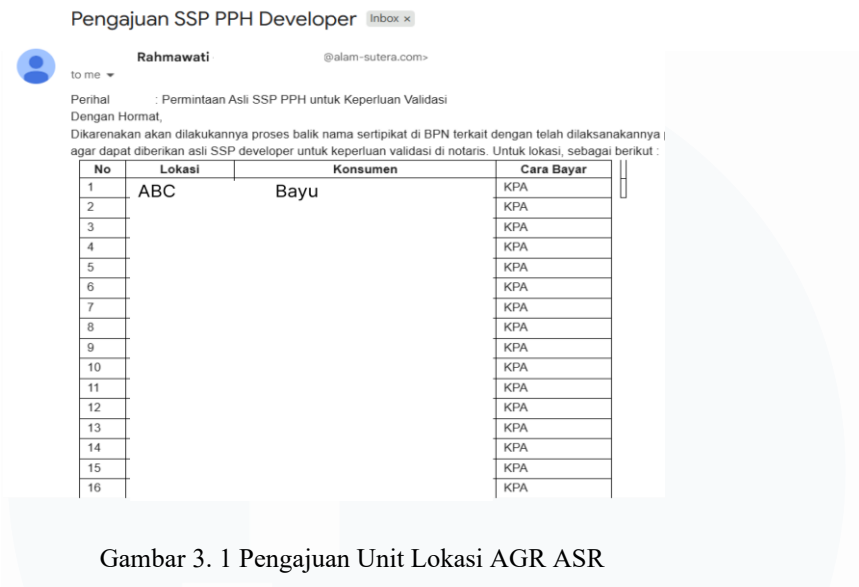 Pengajuan SSP PPH Developer Inbox ×
Rahmawati @alam-sutera.com>
to me
Perihal : Permintaan Asli SSP PPH untuk Keperluan Validasi
Dengan Hormat,
Dikarenakan akan dilakukannya proses balik nama sertipikat di BPN terkait dengan telah dilaksanakannya
agar dapat diberikan asli SSP developer untuk keperluan validasi di notaris. Untuk lokasi, sebagai berikut :
No Lokasi Konsumen Cara Bayar
1 ABC Bayu KPA
2 KPA
3 KPA
4 KPA
5 KPA
6 KPA
7 KPA
8 KPA
9 KPA
10 KPA
11 KPA
12 KPA
13 KPA
14 KPA
15 KPA
16 KPA
Gambar 3. 1 Pengajuan Unit Lokasi AGR ASR